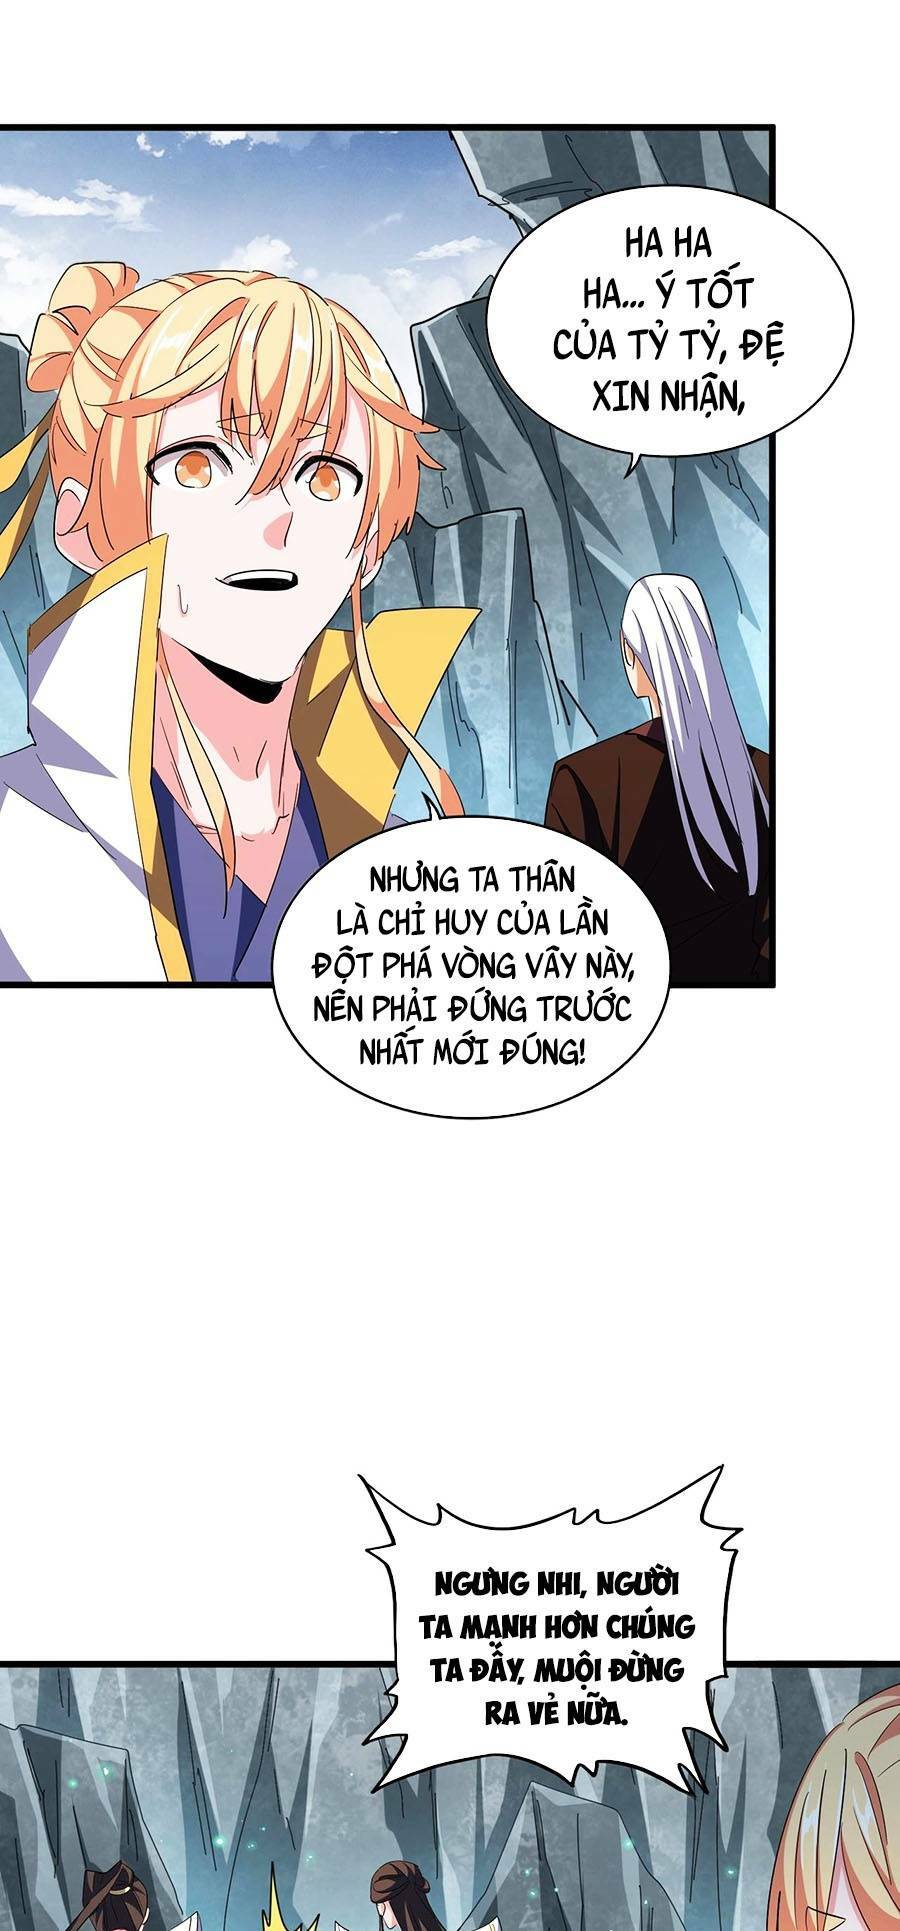 HA HA
HA... Ý TỐT
CỦA TỶ TỶ, ĐỆ
XIN NHẬN,
NHƯNG TA THÂN
LÀ CHỈ HUY CỦA LẦN
ĐỘT PHÁ VÒNG VÂY NÀY,
NÊN PHẢI ĐỨNG TRƯỚC
NHẤT MỚI ĐÚNG!
NGƯNG NHI, NGƯỜI
TA MẠNH HƠN CHÚNG
TA ĐẤY, MUỘI ĐỪNG
RA VẺ NỮA.